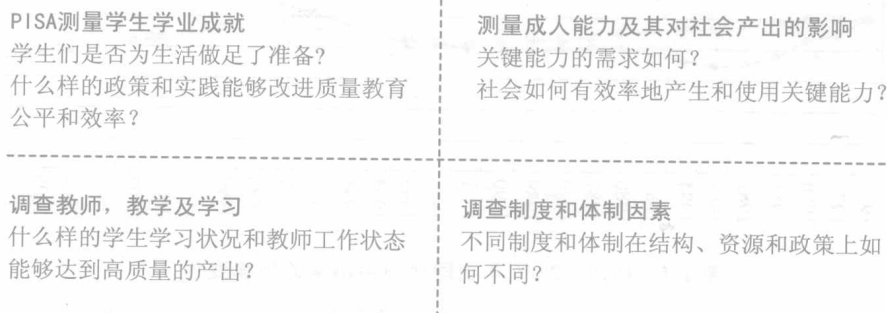 PISA测量学生学业成就
学生们是否为生活做足了准备?
什么样的政策和实践能够改进质量教育
公平和效率？
测量成人能力及其对社会产出的影响
关键能力的需求如何？
社会如何有效率地产生和使用关键能力？
调查教师，教学及学习
什么样的学生学习状况和教师工作状态
能够达到高质量的产出？
调查制度和体制因素
不同制度和体制在结构、资源和政策上如
何不同？